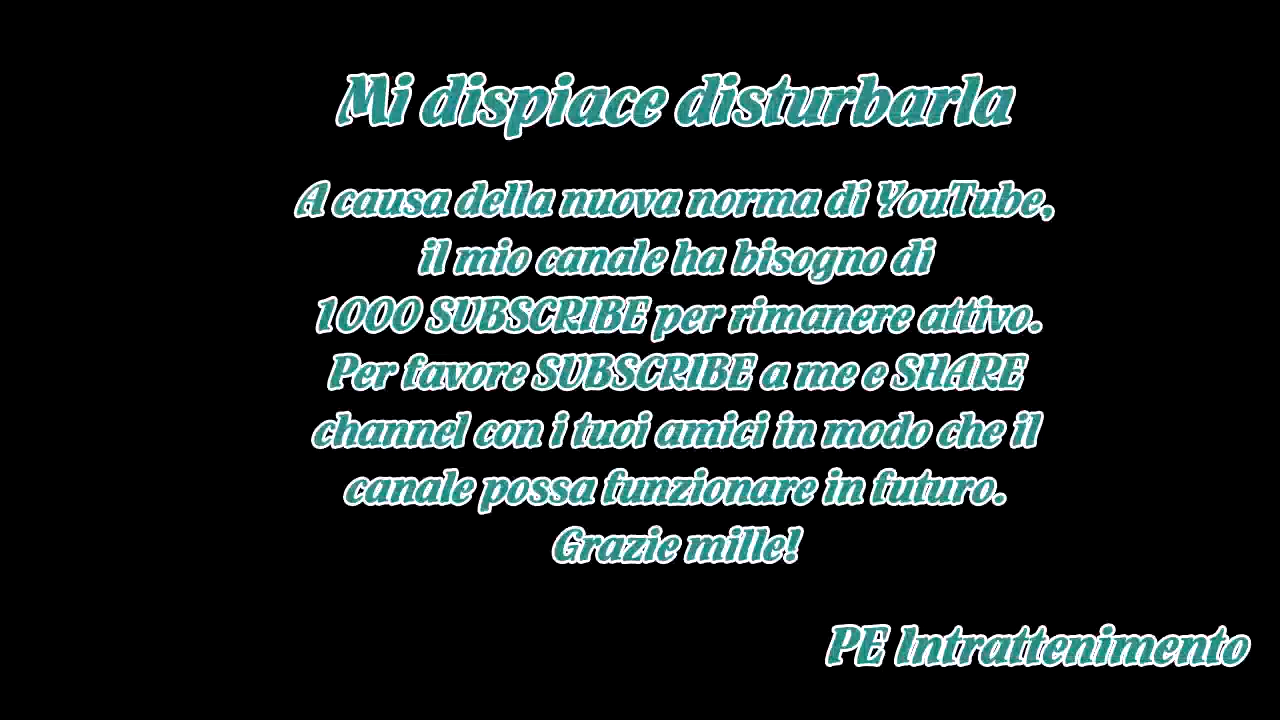 Mi dispiace disturbarla
A causa della nuova norma di YouTube,
il mio canale ha bisogno di
1000 SUBSCRIBE per rimanere attivo.
Per favore SUBSCRIBE a me e SHARE
channel con i tuoi amici in modo che il
canale possa funzionare in futuro.
Grazie mille!
PE Intrattenimento